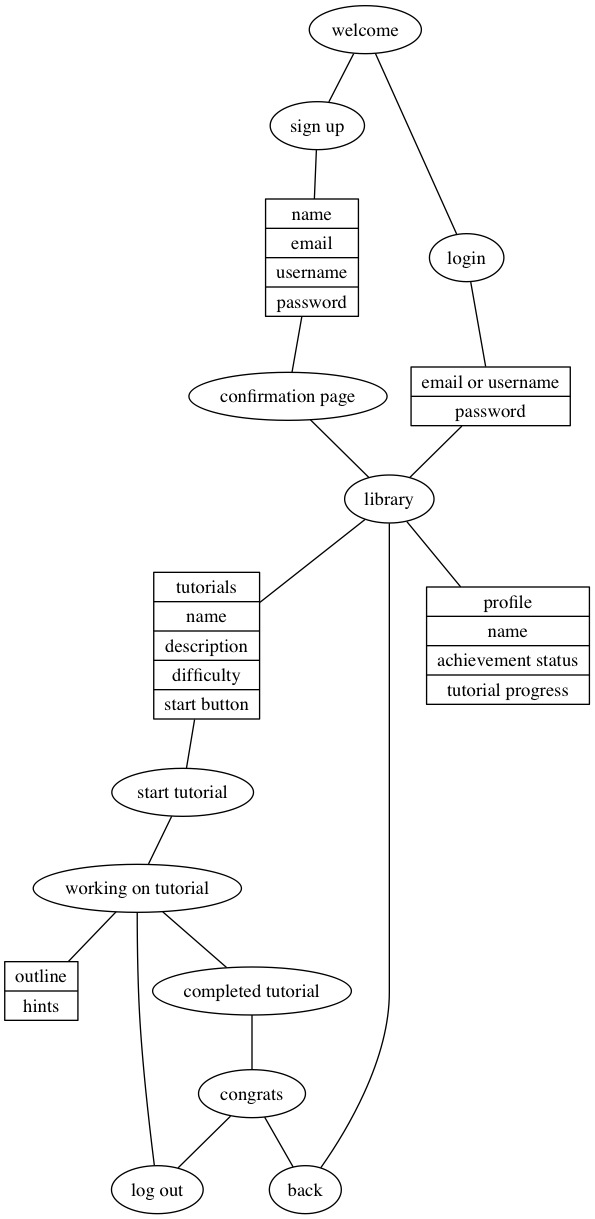 welcome
sign up
name
email
username
password
login
confirmation page
email or username
password
library
tutorials
name
description
difficulty
start button
profile
name
achievement status
tutorial progress
start tutorial
working on tutorial
outline
hints
completed tutorial
congrats
log out
back